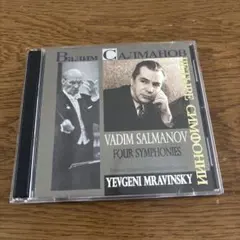 Вадим САЛМАНОВ
ЧЕТЫРЕ СИМФОНИИ
VADIM SALMANOV
FOUR SYMPHONIES
YEVGENI MRAVINSKY